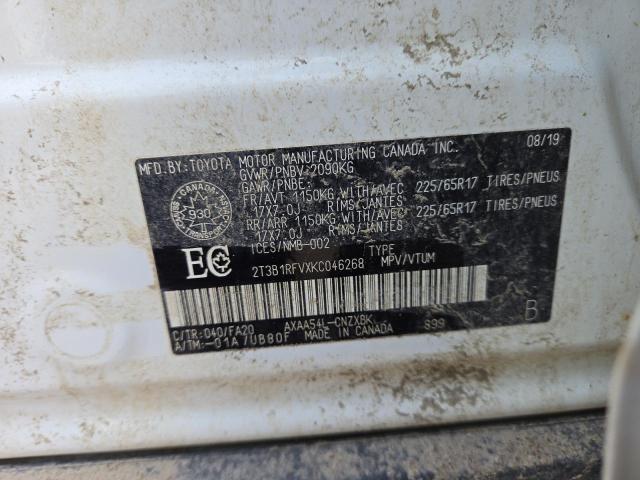 MFD.BY:TOYOTA MOTOR MANUFACTURING CANADA INC. 08/19
GVWR/PNBV:2090KG
GAWR/PNBE:
FR/AVT 1150KG WITH/AVEC 225/65R17 TIRES/PNEUS
17X7.0J RIMS/JANTES
RR/ARR 1150KG WITH/AVEC 225/65R17 TIRES/PNEUS
17X7.0J RIMS/JANTES
ICES/NMB-002 TYPE
2T3B1RFVXKC046268 MPV/VTUM
CANADA
930
EC
B
C/TR:040/FA20 AXAA54L-CNZXBK 899
A/TM:-01A/UB80F MADE IN CANADA